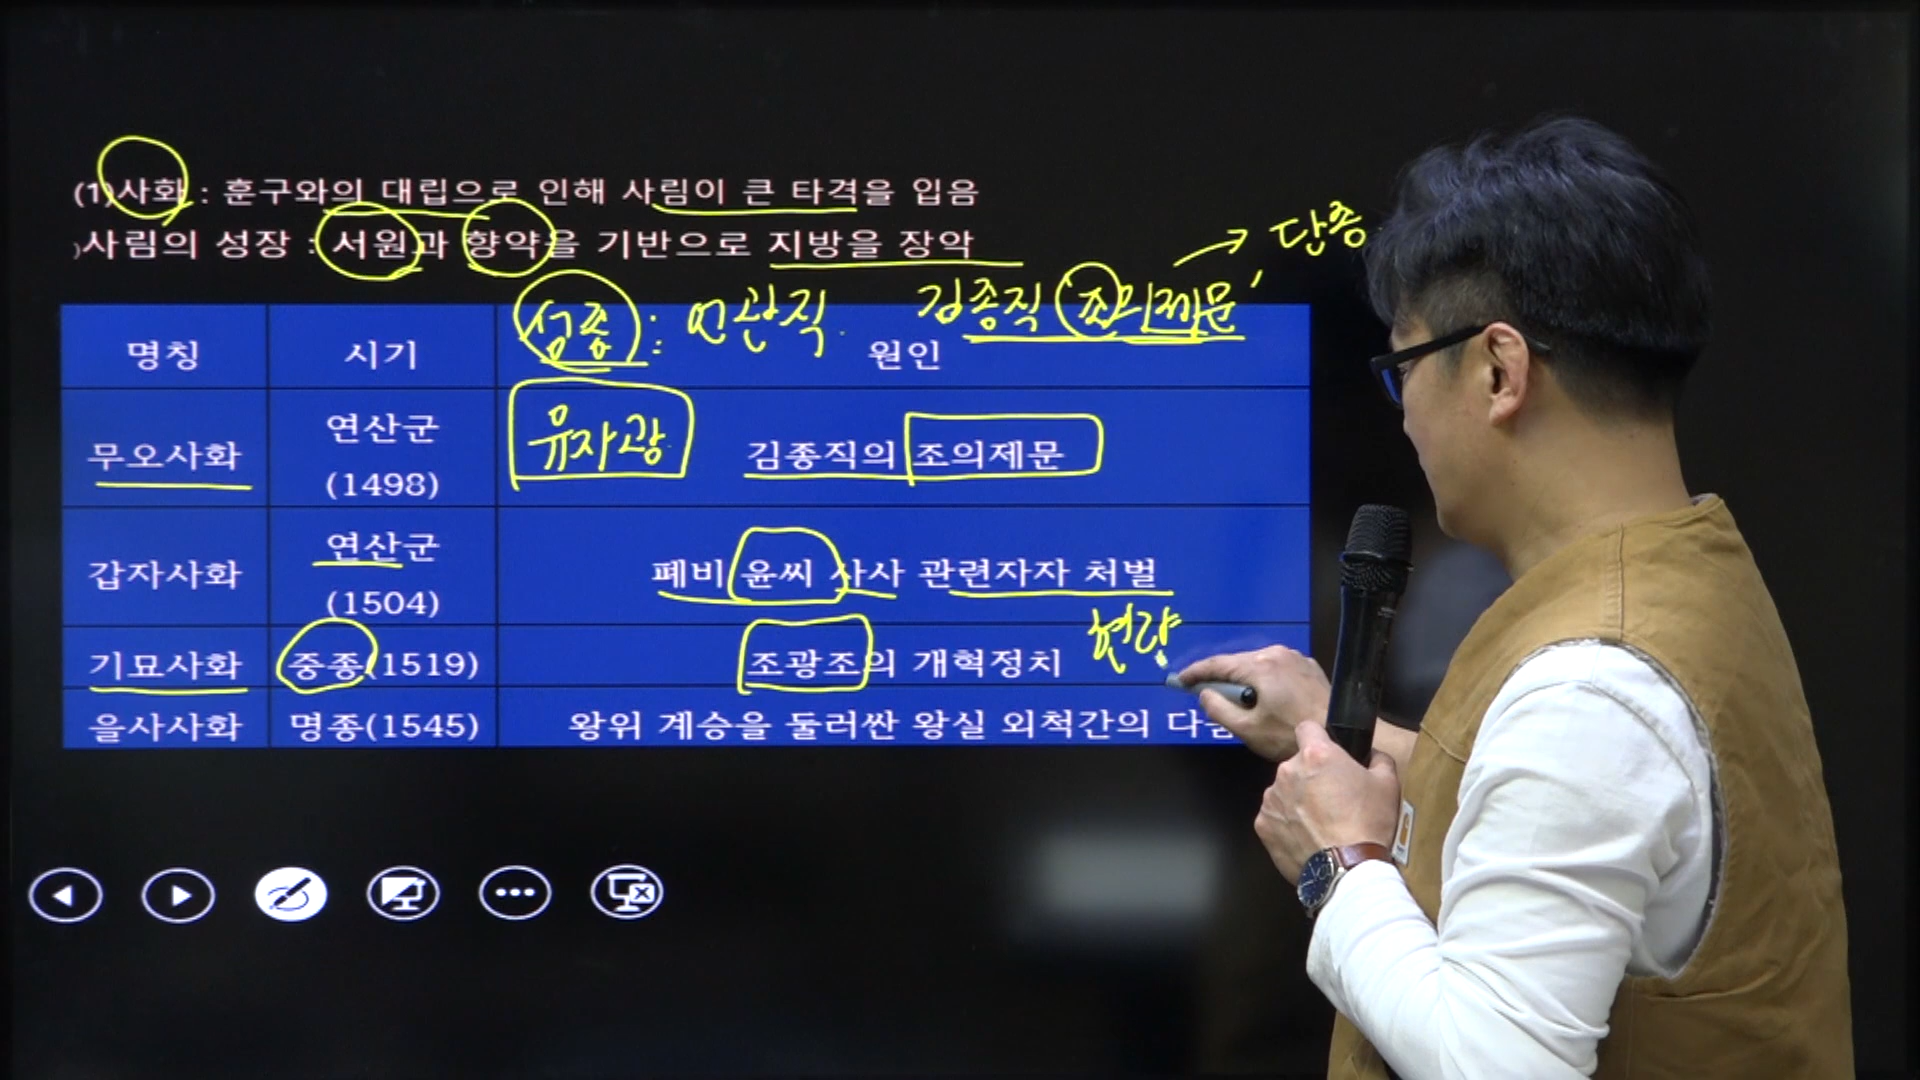 (1)사화 : 훈구와의 대립으로 인해 사림이 큰 타격을 입음
)사림의 성장 : 서원과 향약을 기반으로 지방을 장악
→ 단종
성종 : 언관직
김종직 조의제문
명칭 시기 원인
무오사화 연산군 (1498) 유자광 김종직의 조의제문
갑자사화 연산군 (1504) 폐비 윤씨 사사 관련자자 처벌
현량
기묘사화 중종(1519) 조광조의 개혁정치
을사사화 명종(1545) 왕위 계승을 둘러싼 왕실 외척간의